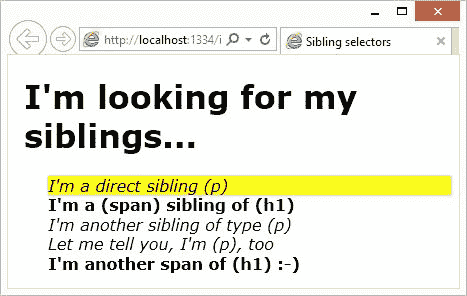 http://localhost:1334/i
Sibling selectors
I'm looking for my
siblings...
I'm a direct sibling (p)
I'm a (span) sibling of (h1)
I'm another sibling of type (p)
Let me tell you, I'm (p), too
I'm another span of (h1) :-)